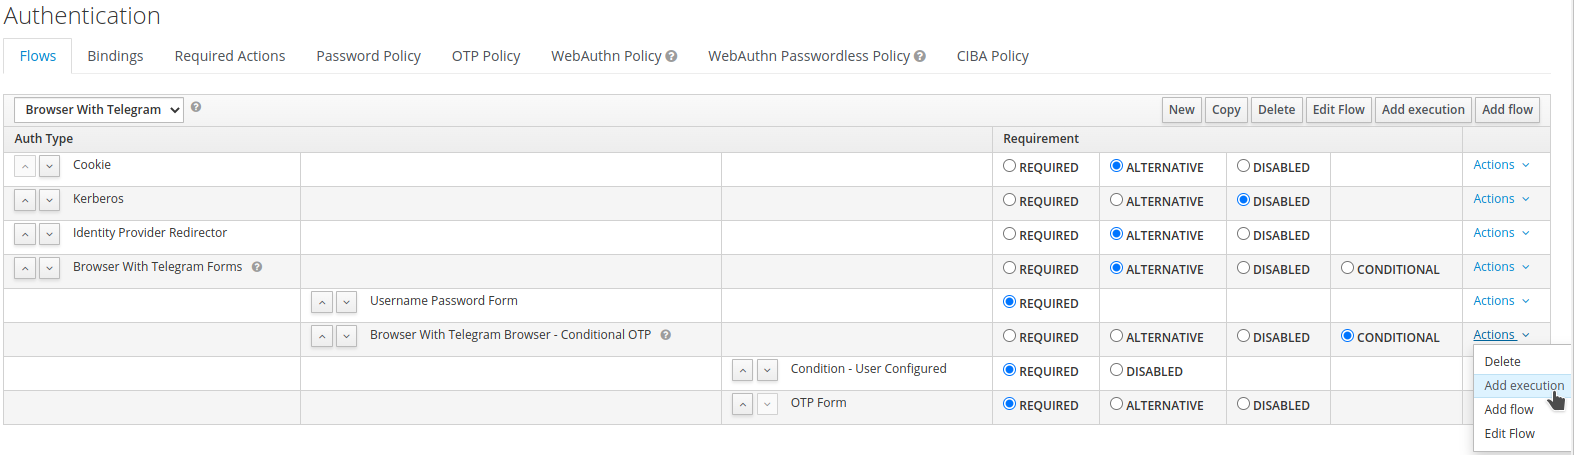 Authentication
Flows Bindings Required Actions Password Policy OTP Policy WebAuthn Policy WebAuthn Passwordless Policy CIBA Policy
Browser With Telegram New Copy Delete Edit Flow Add execution Add flow
Auth Type Requirement
Cookie REQUIRED ALTERNATIVE DISABLED Actions
Kerberos REQUIRED ALTERNATIVE DISABLED Actions
Identity Provider Redirector REQUIRED ALTERNATIVE DISABLED Actions
Browser With Telegram Forms REQUIRED ALTERNATIVE DISABLED CONDITIONAL Actions
Username Password Form REQUIRED Actions
Browser With Telegram Browser - Conditional OTP REQUIRED ALTERNATIVE DISABLED CONDITIONAL Actions
Delete
Condition - User Configured REQUIRED DISABLED
Add execution
OTP Form REQUIRED ALTERNATIVE DISABLED
Add flow
Edit Flow